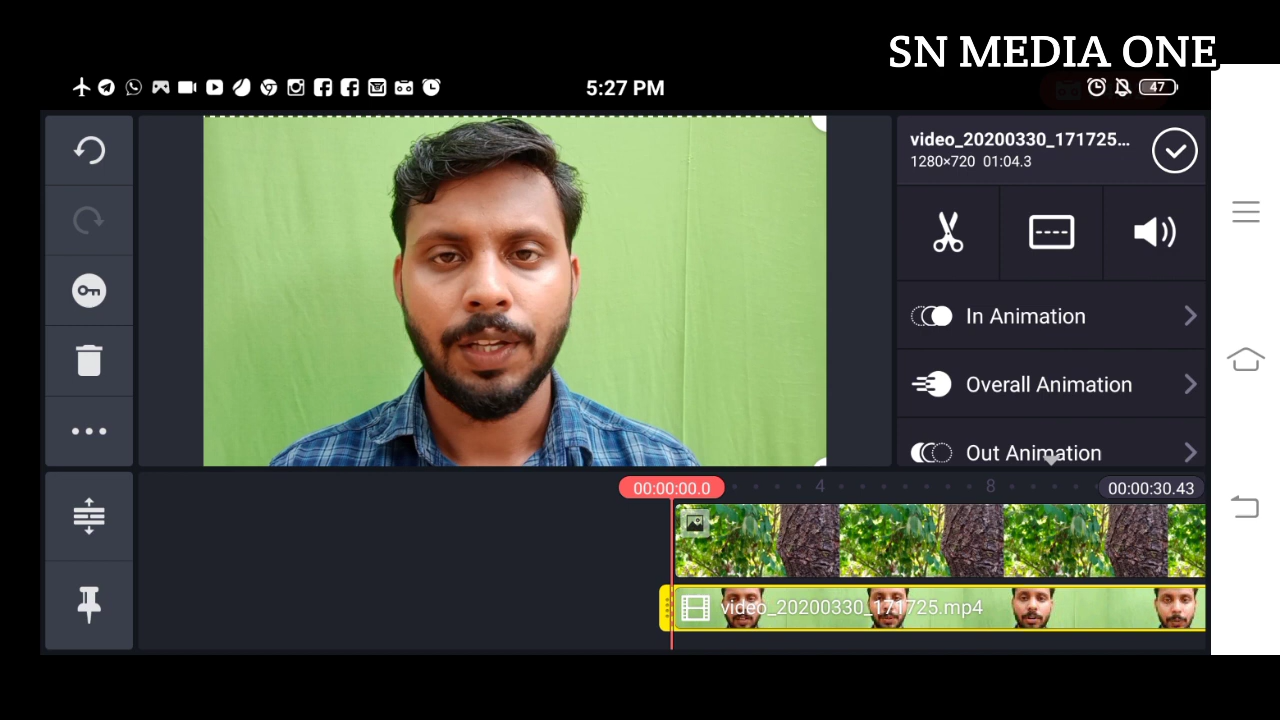 SN MEDIA ONE
5:27 PM
47
video_20200330_171725...
1280×720 01:04.3
In Animation
Overall Animation
Out Animation
00:00:00.0
4
8
00:00:30.43
video_20200330_171725.mp4